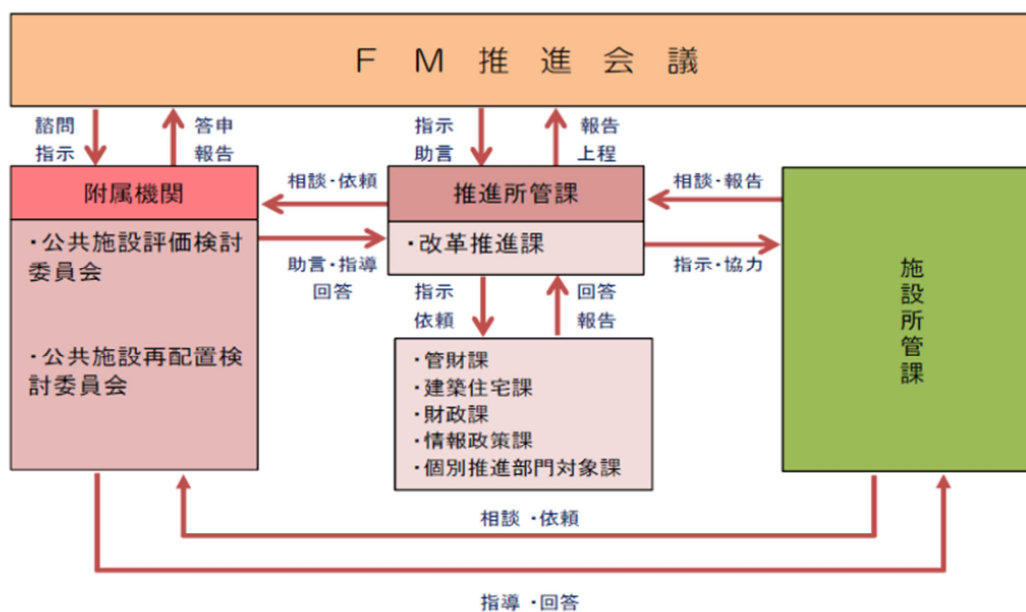 FM推進会議
諮問
指示
答申
報告
指示
助言
報告
上程
附属機関
・公共施設評価検討
委員会
・公共施設再配置検
討委員会
相談・依頼
助言・指導
回答
推進所管課
・改革推進課
相談・報告
指示・協力
施設所管課
指示
依頼
回答
報告
・管財課
・建築住宅課
・財政課
・情報政策課
・個別推進部門対象課
相談・依頼
指導・回答